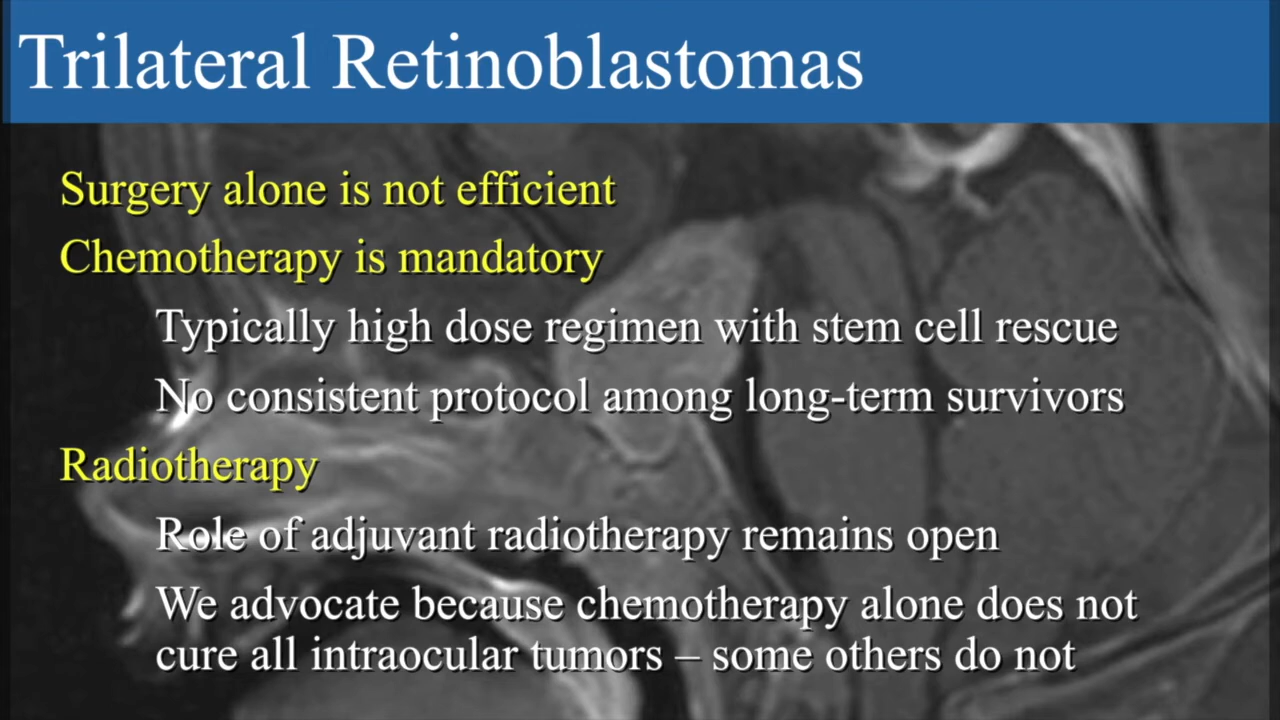 Trilateral Retinoblastomas
Surgery alone is not efficient
Chemotherapy is mandatory
Typically high dose regimen with stem cell rescue
No consistent protocol among long-term survivors
Radiotherapy
Role of adjuvant radiotherapy remains open
We advocate because chemotherapy alone does not
cure all intraocular tumors – some others do not